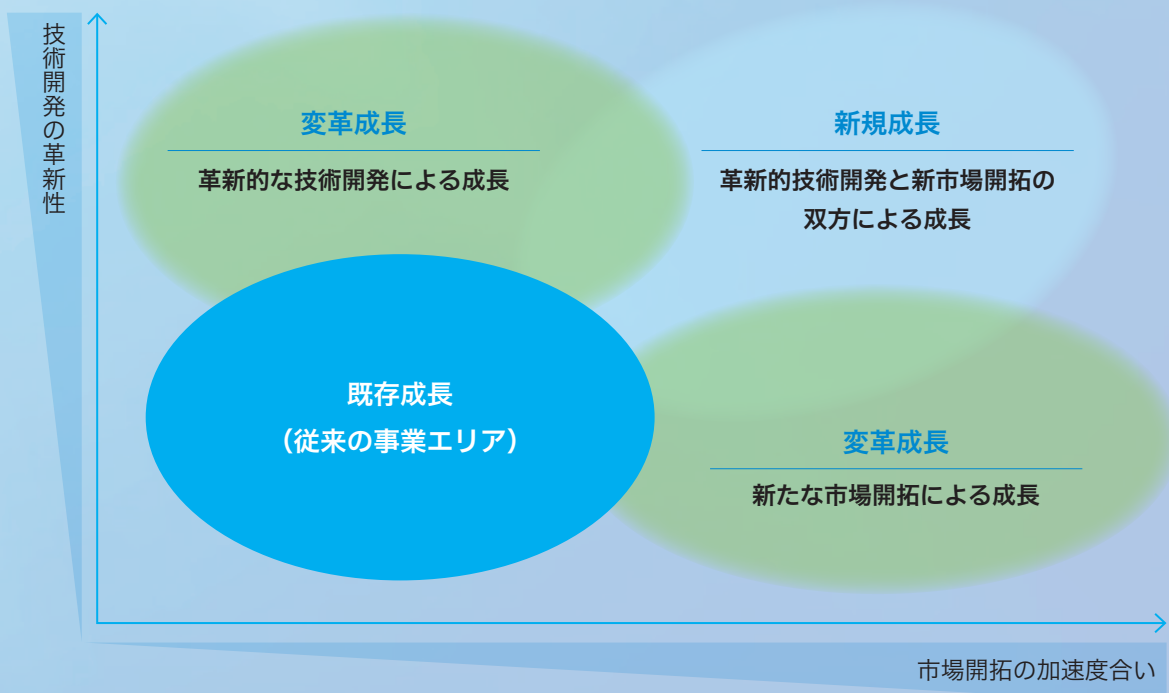 技術開発の革新性
変革成長
革新的な技術開発による成長
新規成長
革新的技術開発と新市場開拓の
双方による成長
既存成長
（従来の事業エリア）
変革成長
新たな市場開拓による成長
市場開拓の加速度合い